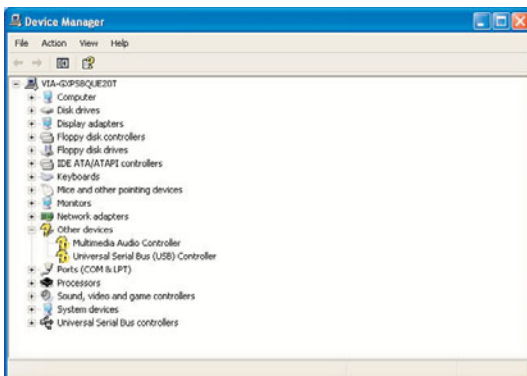 Device Manager
File Action View Help
VIA-GXPS8QUE20T
Computer
Disk drives
Display adapters
Floppy disk controllers
Floppy disk drives
IDE ATA/ATAPI controllers
Keyboards
Mice and other pointing devices
Monitors
Network adapters
Other devices
Multimedia Audio Controller
Universal Serial Bus (USB) Controller
Ports (COM & LPT)
Processors
Sound, video and game controllers
System devices
Universal Serial Bus controllers